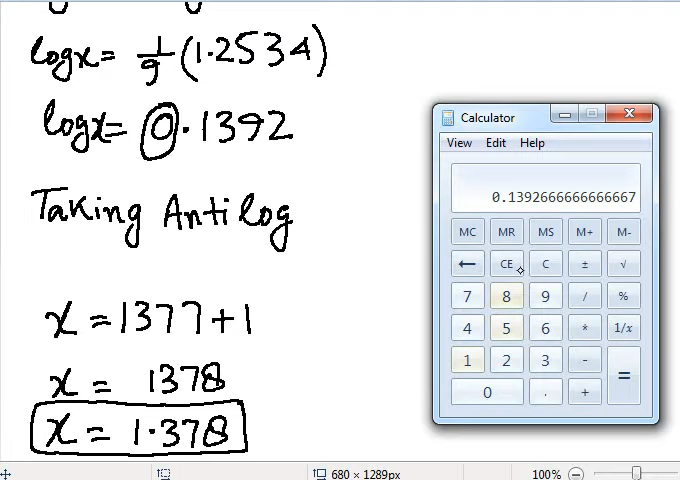 logx = 1/9 (1.2534)
logx = 0.1392
Taking Antilog
x = 1377 + 1
x = 1378
x = 1.378
Calculator
View Edit Help
0.1392666666666667
MC MR MS M+ M-
← CE C ± √
7 8 9 / %
4 5 6 * 1/x
1 2 3 - =
0 . +
680 × 1289px
100%